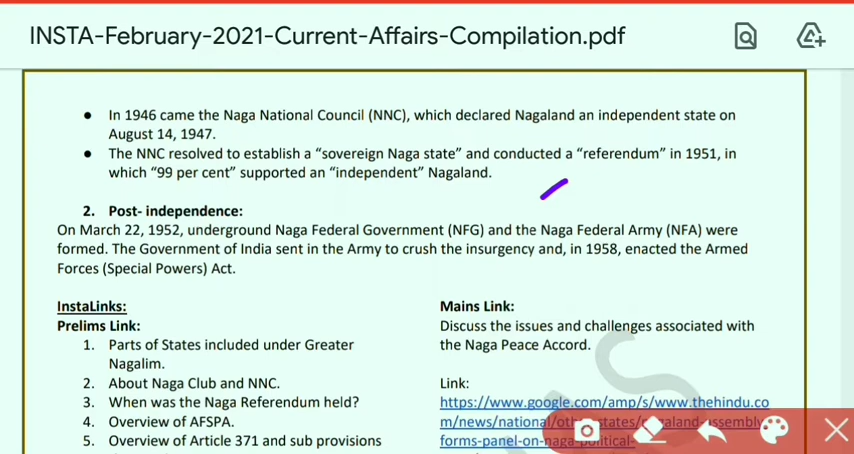 INSTA-February-2021-Current-Affairs-Compilation.pdf
● In 1946 came the Naga National Council (NNC), which declared Nagaland an independent state on
August 14, 1947.
● The NNC resolved to establish a “sovereign Naga state” and conducted a “referendum” in 1951, in
which “99 per cent” supported an “independent” Nagaland.
2. Post- independence:
On March 22, 1952, underground Naga Federal Government (NFG) and the Naga Federal Army (NFA) were
formed. The Government of India sent in the Army to crush the insurgency and, in 1958, enacted the Armed
Forces (Special Powers) Act.
InstaLinks:
Prelims Link:
1. Parts of States included under Greater
Nagalim.
2. About Naga Club and NNC.
3. When was the Naga Referendum held?
4. Overview of AFSPA.
5. Overview of Article 371 and sub provisions
Mains Link:
Discuss the issues and challenges associated with
the Naga Peace Accord.
Link:
https://www.google.com/amp/s/www.thehindu.co
m/news/national/
forms-panel-on-naga-political-